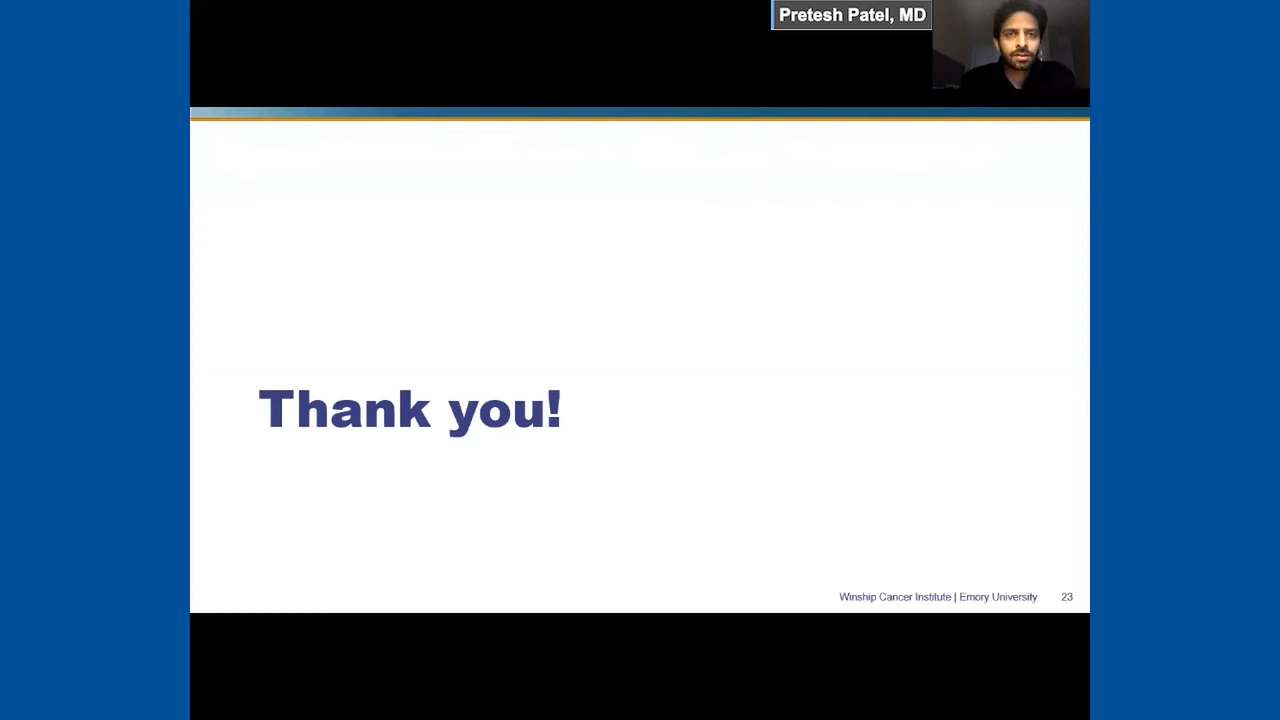 Pretesh Patel, MD
Thank you!
Winship Cancer Institute | Emory University 23